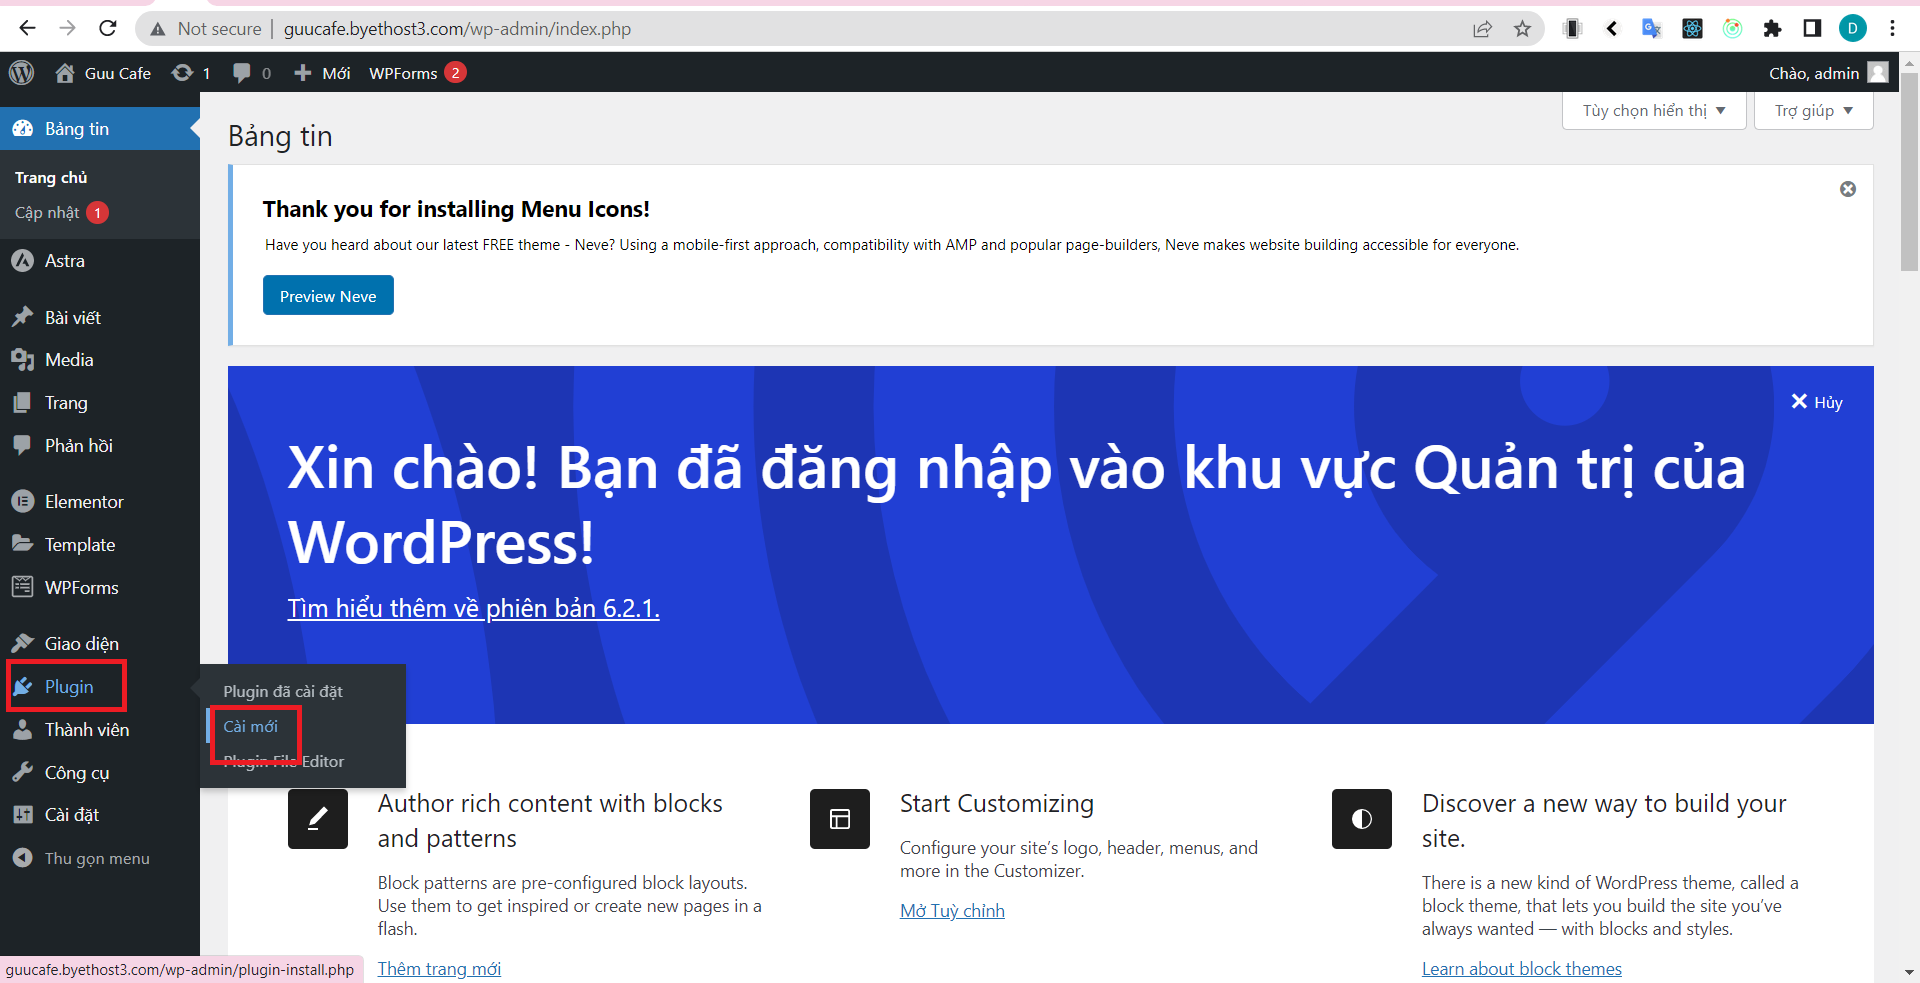 Not secure
guucafe.byethost3.com/wp-admin/index.php
D
Guu Cafe
1
0
Mới
WPForms 2
Chào, admin
Bảng tin
Trang chủ
Cập nhật 1
Astra
Bài viết
Media
Trang
Phản hồi
Elementor
Template
WPForms
Giao diện
Plugin
Plugin đã cài đặt
Cài mới
Plugin File Editor
Thành viên
Công cụ
Cài đặt
Thu gọn menu
Bảng tin
Tùy chọn hiển thị
Trợ giúp
Thank you for installing Menu Icons!
Have you heard about our latest FREE theme - Neve? Using a mobile-first approach, compatibility with AMP and popular page-builders, Neve makes website building accessible for everyone.
Preview Neve
Hủy
Xin chào! Bạn đã đăng nhập vào khu vực Quản trị của
WordPress!
Tìm hiểu thêm về phiên bản 6.2.1.
Author rich content with blocks
and patterns
Block patterns are pre-configured block layouts.
Use them to get inspired or create new pages in a
flash.
Thêm trang mới
Start Customizing
Configure your site’s logo, header, menus, and
more in the Customizer.
Mở Tuỳ chỉnh
Discover a new way to build your
site.
There is a new kind of WordPress theme, called a
block theme, that lets you build the site you’ve
always wanted — with blocks and styles.
Learn about block themes
guucafe.byethost3.com/wp-admin/plugin-install.php